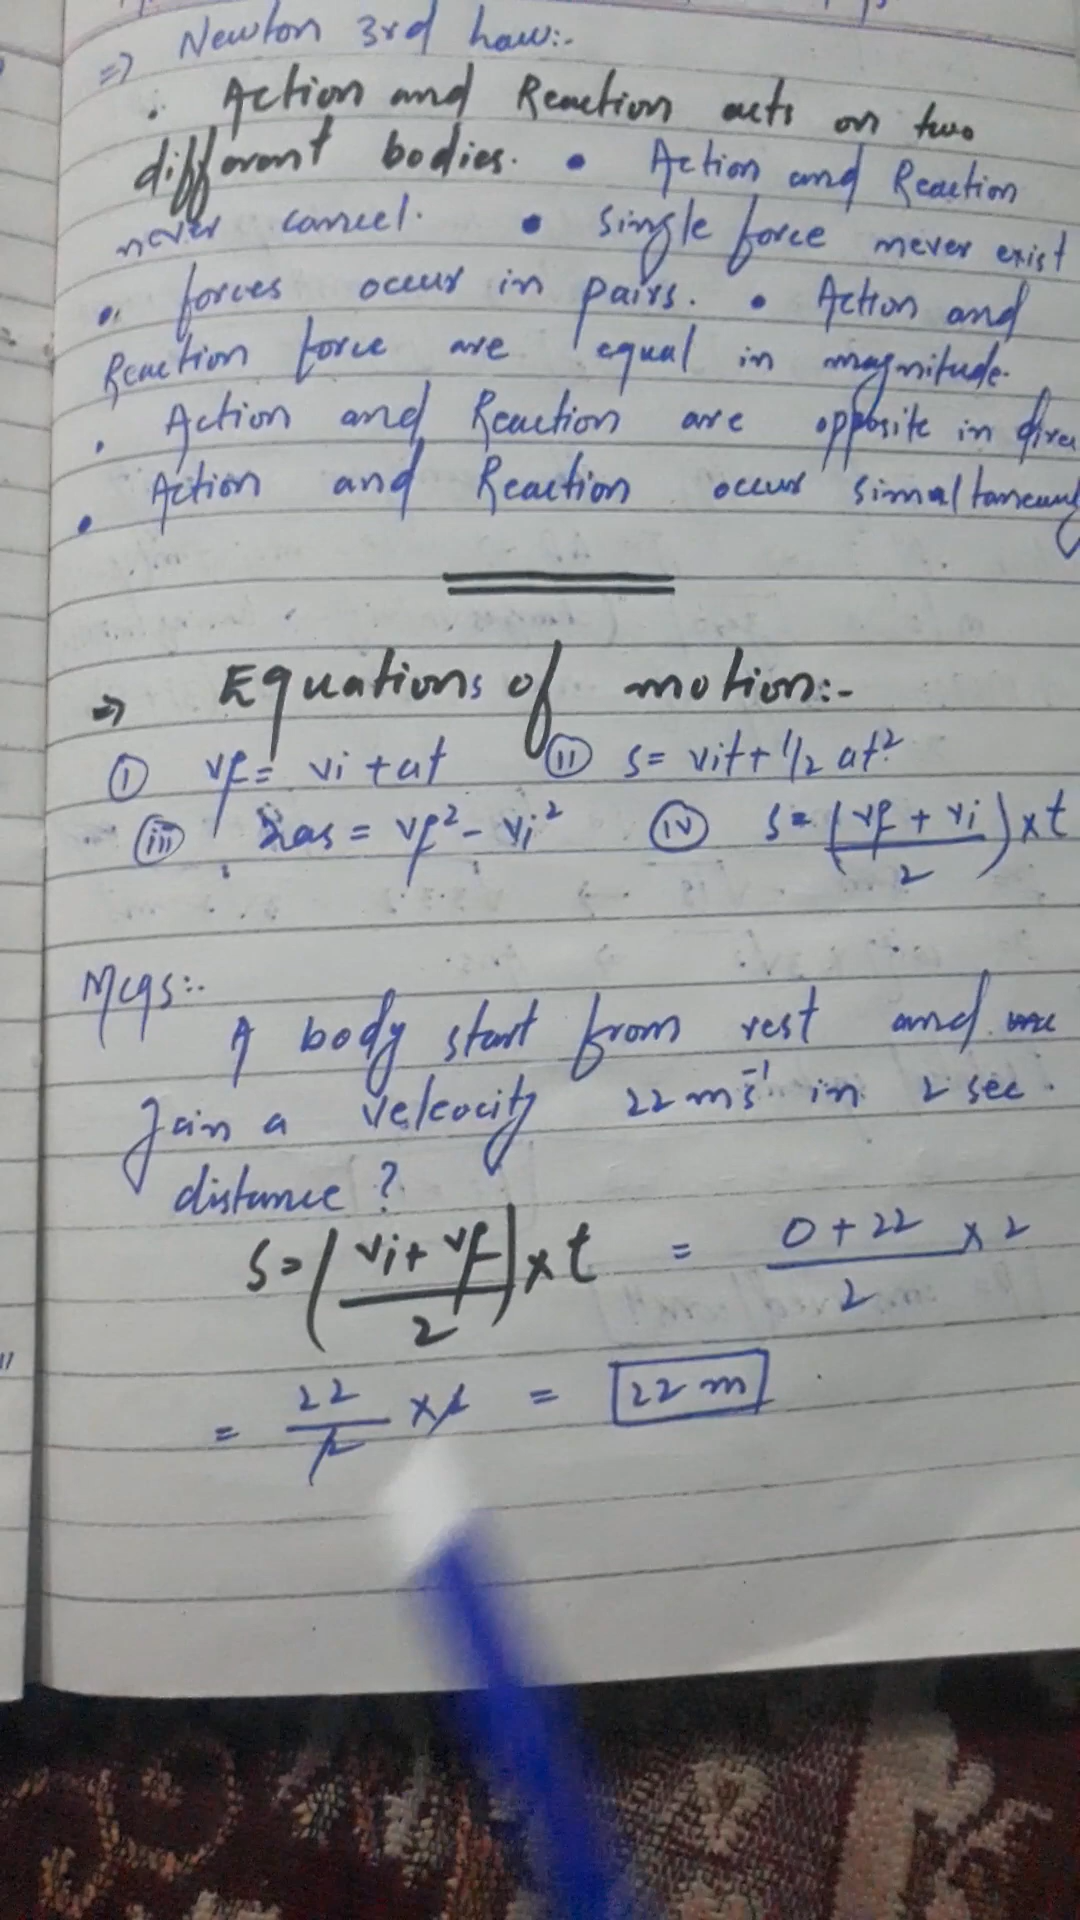 ⇒ Newton 3rd law:-
• Action and Reaction acts on two
different bodies. • Action and Reaction
never cancel. • Single force never exist
• forces occur in pairs. • Action and
Reaction force are equal in magnitude.
• Action and Reaction are opposite in direc
• Action and Reaction occur simaltaneously
⇒ Equations of motion:-
(i) vf = vi + at (ii) s = vit + 1/2 at²
(iii) 2as = vf² - vi² (iv) s = (vf + vi / 2) × t
Mcqs:-
A body start from rest and
gain a veleocity 22 ms⁻¹ in 2 sec.
distance?
S = (vi + vf / 2) × t = 0 + 22 / 2 × 2
= 22 / 2 × 2 = 22 m